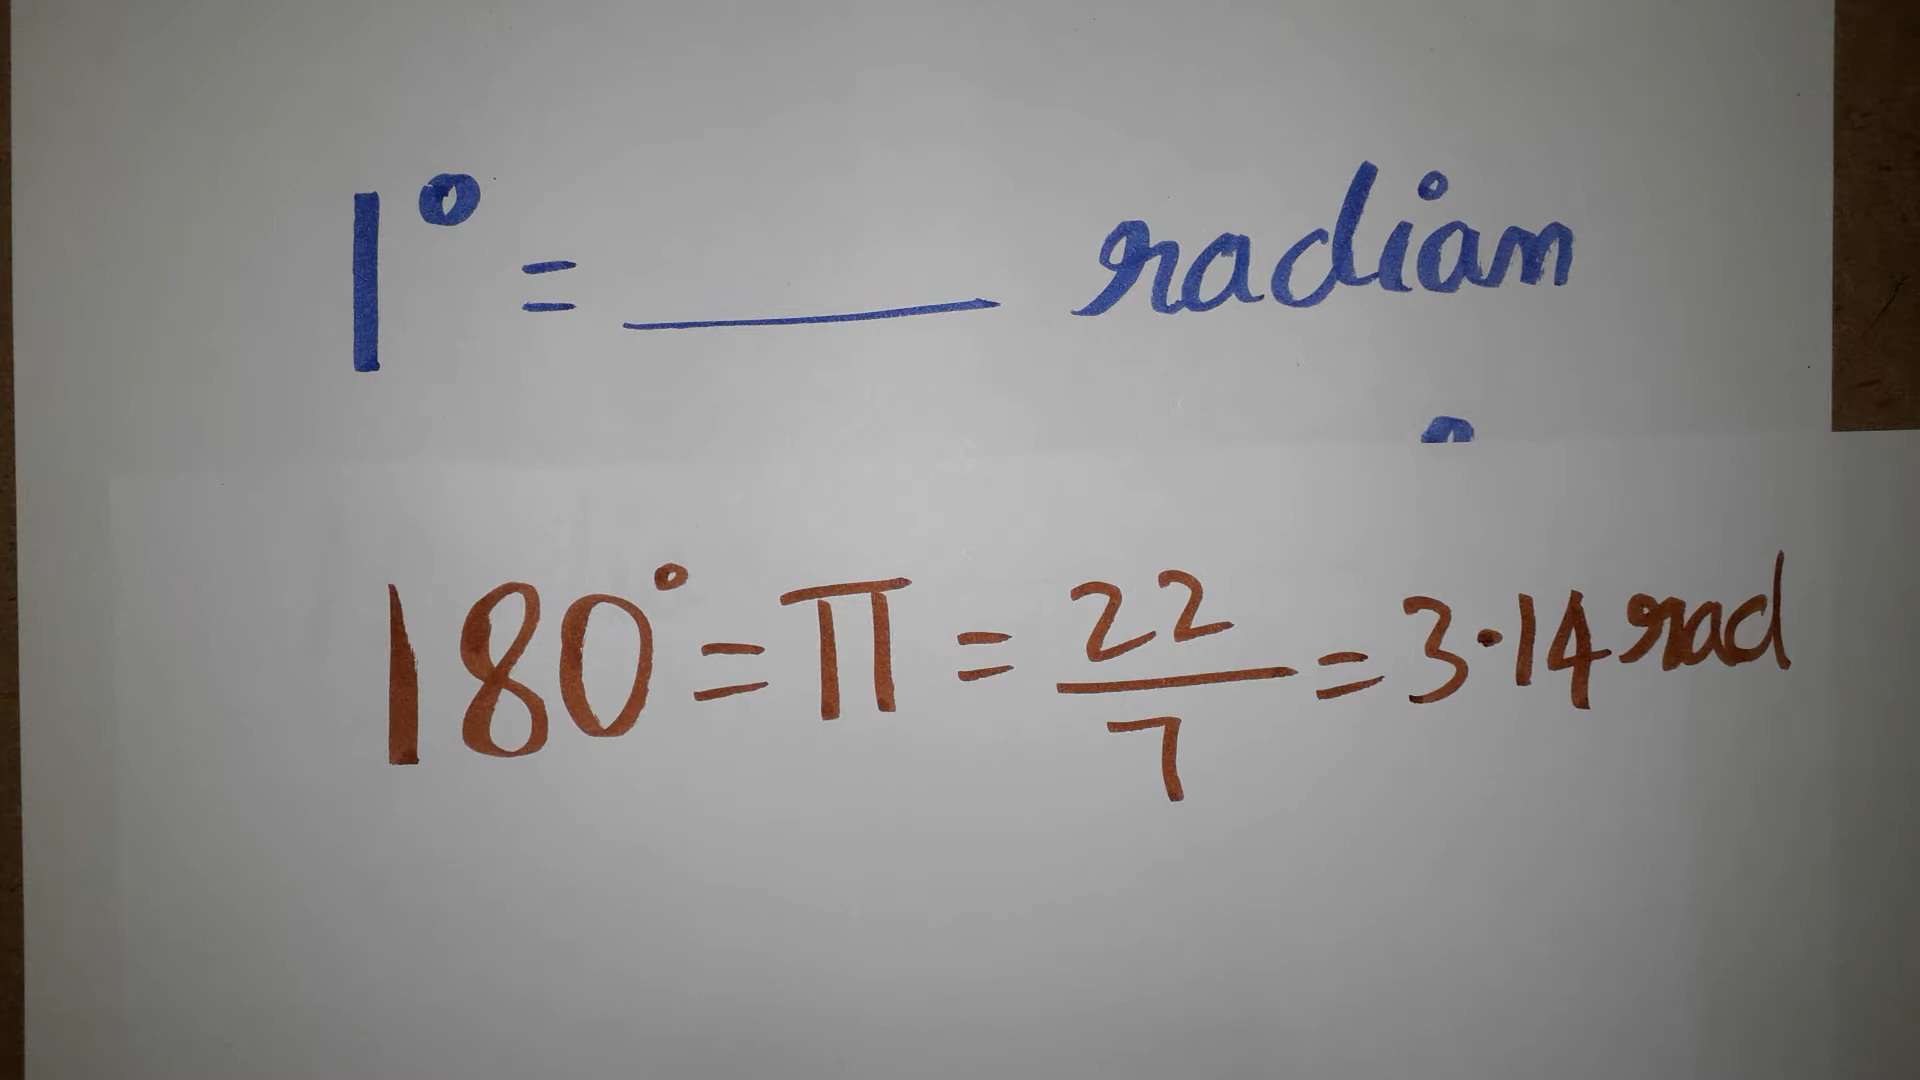 1° = ______ radian
180° = π = 22/7 = 3.14 rad